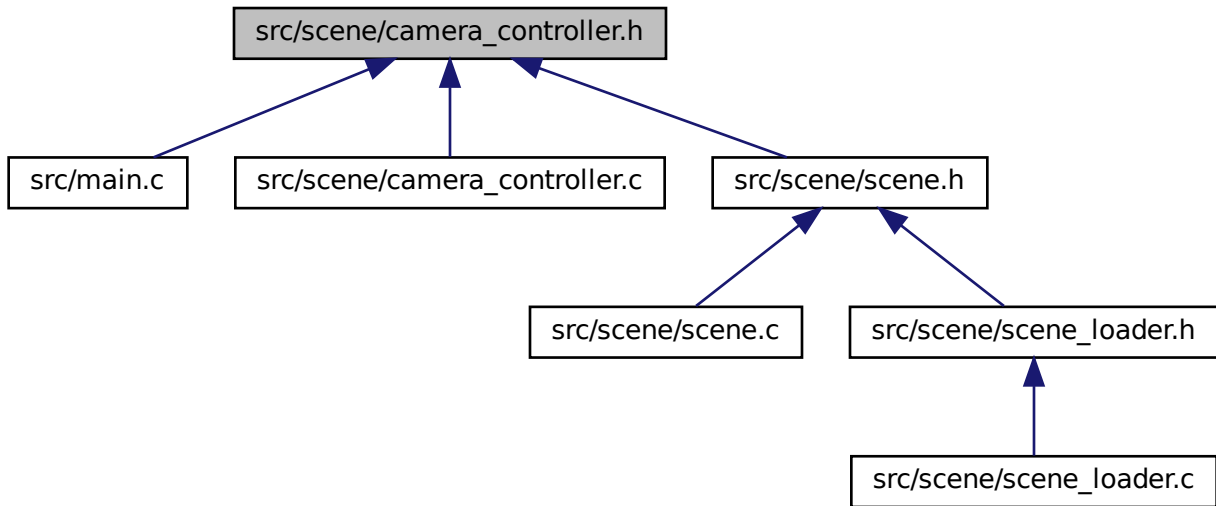 src/scene/camera_controller.h
src/main.c
src/scene/camera_controller.c
src/scene/scene.h
src/scene/scene.c
src/scene/scene_loader.h
src/scene/scene_loader.c